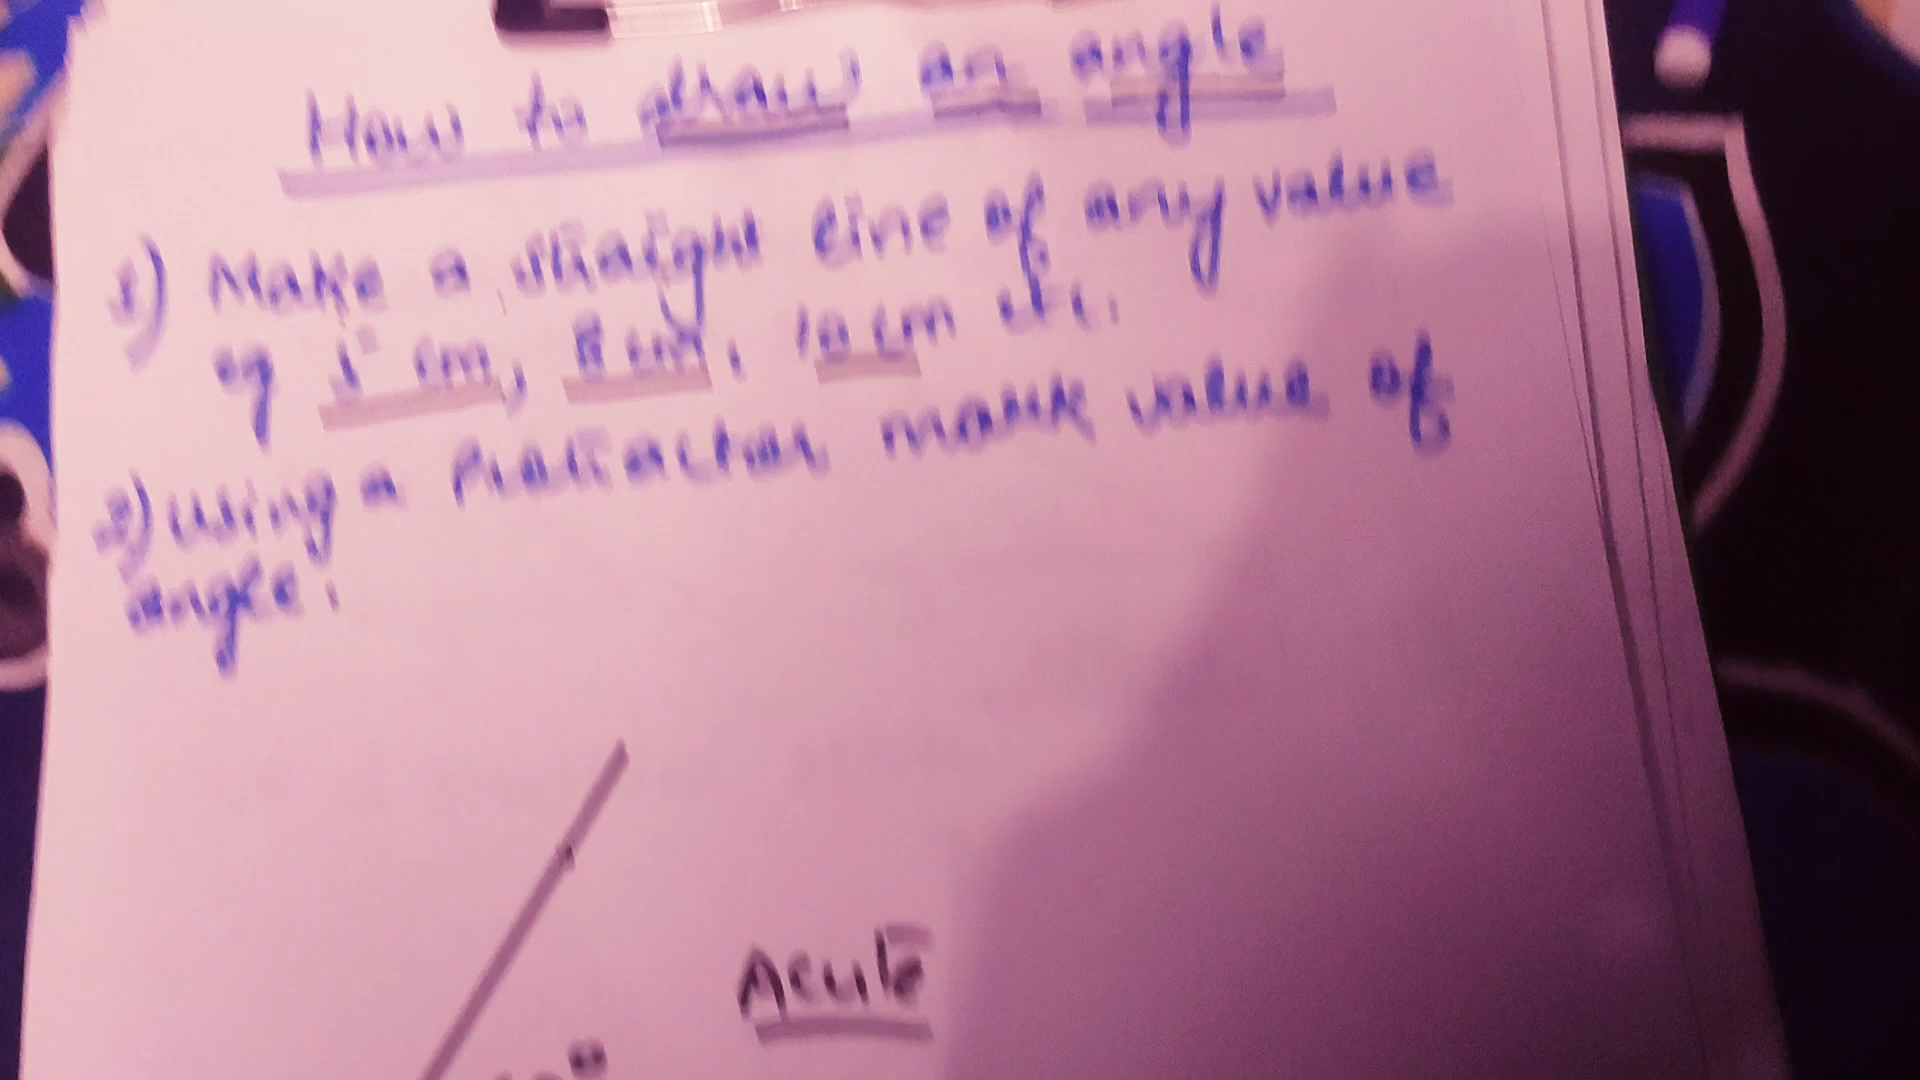 How to draw an angle
1) Make a straight line of any value
eg 5 cm, 8 cm, 10 cm etc.
2) Using a Protractor mark value of
angle.
Acute